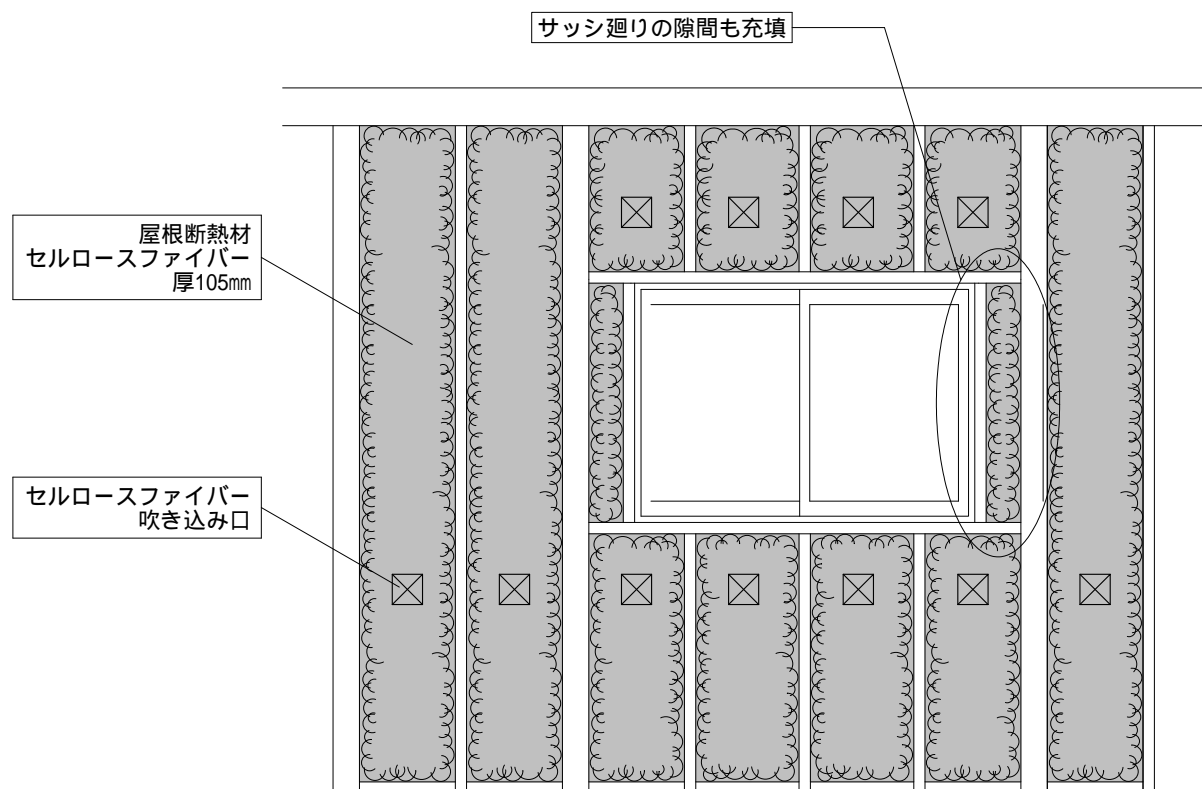 サッシ廻りの隙間も充填
屋根断熱材
セルロースファイバー
厚105mm
セルロースファイバー
吹き込み口